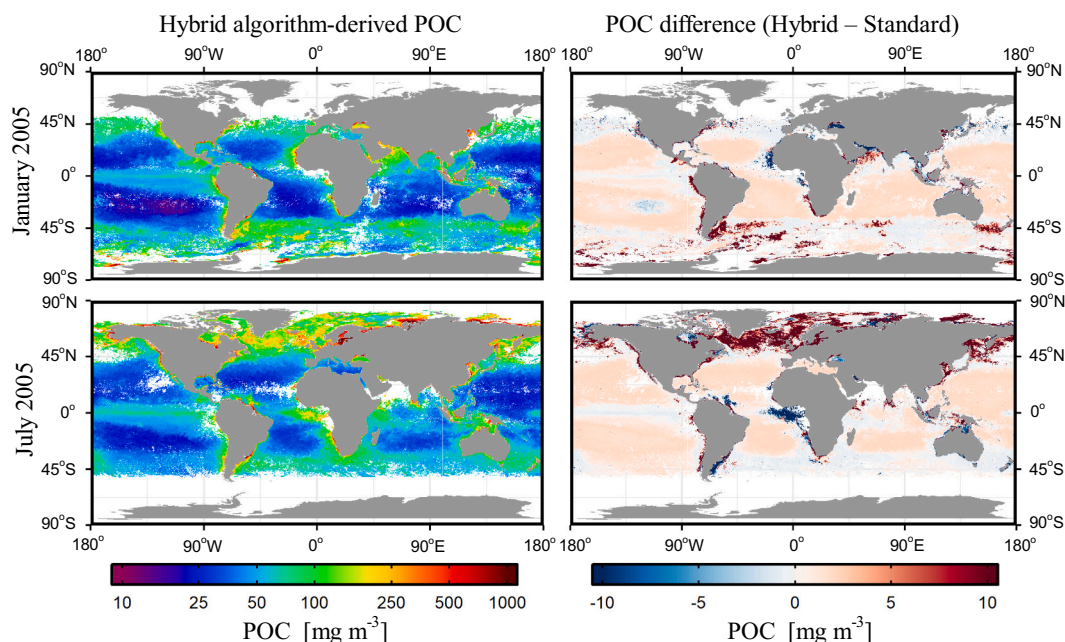 Hybrid algorithm-derived POC
POC difference (Hybrid – Standard)
180° 90°W 0° 90°E 180°
180° 90°W 0° 90°E 180°
January 2005
90°N
45°N
0°
45°S
90°S
90°N
45°N
0°
45°S
90°S
July 2005
90°N
45°N
0°
45°S
90°S
90°N
45°N
0°
45°S
90°S
180° 90°W 0° 90°E 180°
180° 90°W 0° 90°E 180°
10 25 50 100 250 500 1000
-10 -5 0 5 10
POC [mg m⁻³]
POC [mg m⁻³]